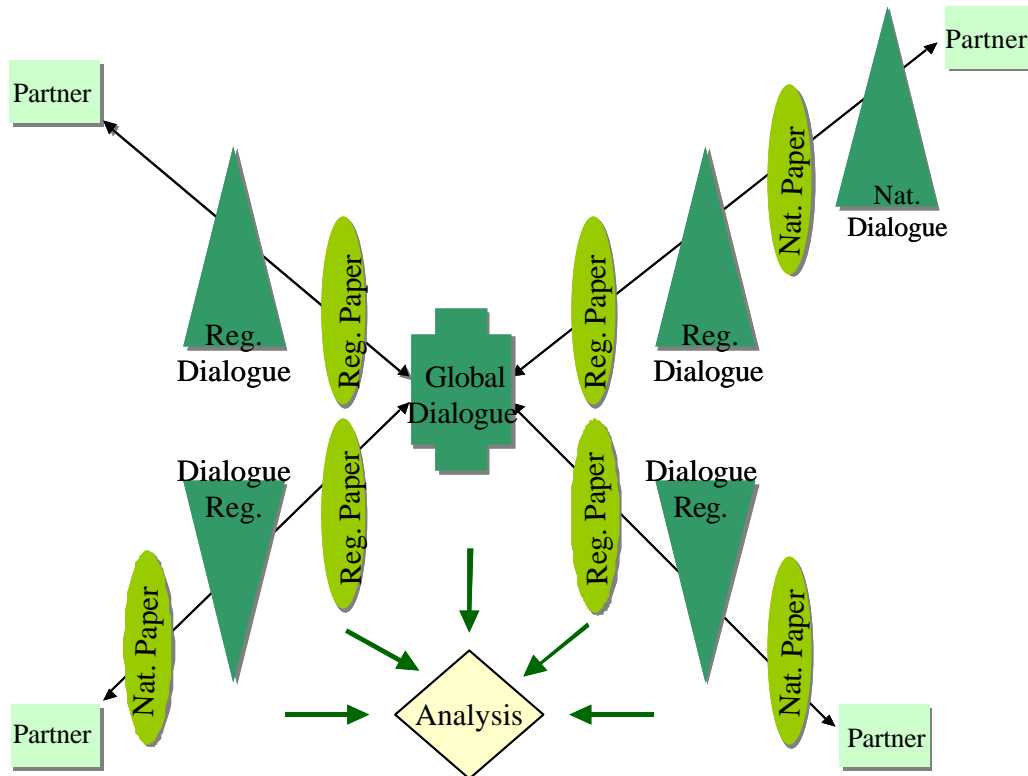 Partner
Partner
Nat. Paper
Nat.
Dialogue
Reg. Paper
Reg. Paper
Reg.
Dialogue
Reg.
Dialogue
Global
Dialogue
Dialogue
Reg.
Reg. Paper
Reg. Paper
Dialogue
Reg.
Nat. Paper
Nat. Paper
Analysis
Partner
Partner